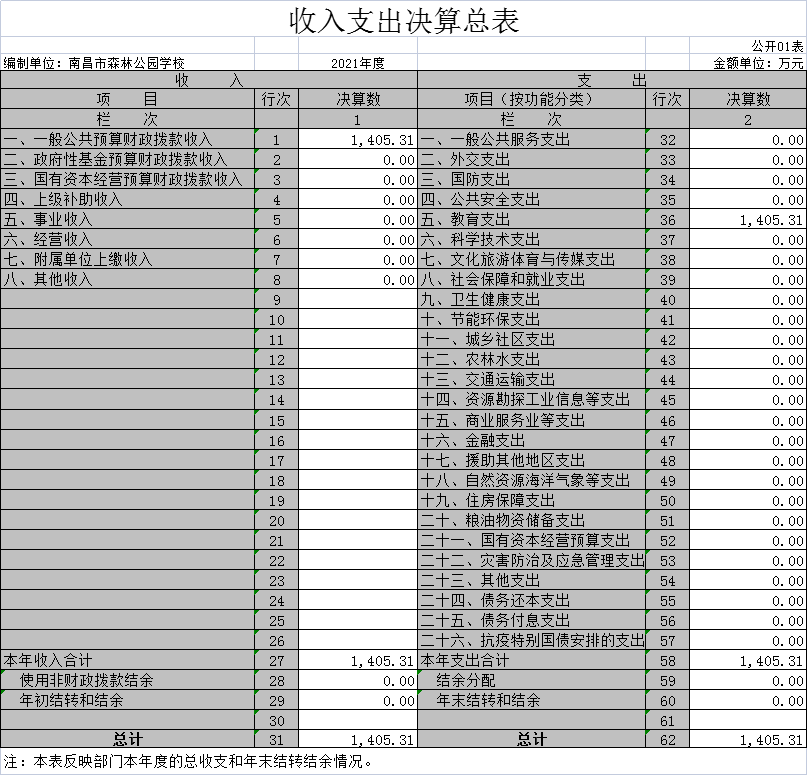 收入支出决算总表
公开01表
编制单位：南昌市森林公园学校 2021年度 金额单位：万元
收 入 支 出
项 目 行次 决算数 项目（按功能分类） 行次 决算数
栏 次 1 栏 次 2
一、一般公共预算财政拨款收入 1 1,405.31 一、一般公共服务支出 32 0.00
二、政府性基金预算财政拨款收入 2 0.00 二、外交支出 33 0.00
三、国有资本经营预算财政拨款收入 3 0.00 三、国防支出 34 0.00
四、上级补助收入 4 0.00 四、公共安全支出 35 0.00
五、事业收入 5 0.00 五、教育支出 36 1,405.31
六、经营收入 6 0.00 六、科学技术支出 37 0.00
七、附属单位上缴收入 7 0.00 七、文化旅游体育与传媒支出 38 0.00
八、其他收入 8 0.00 八、社会保障和就业支出 39 0.00
9 九、卫生健康支出 40 0.00
10 十、节能环保支出 41 0.00
11 十一、城乡社区支出 42 0.00
12 十二、农林水支出 43 0.00
13 十三、交通运输支出 44 0.00
14 十四、资源勘探工业信息等支出 45 0.00
15 十五、商业服务业等支出 46 0.00
16 十六、金融支出 47 0.00
17 十七、援助其他地区支出 48 0.00
18 十八、自然资源海洋气象等支出 49 0.00
19 十九、住房保障支出 50 0.00
20 二十、粮油物资储备支出 51 0.00
21 二十一、国有资本经营预算支出 52 0.00
22 二十二、灾害防治及应急管理支出 53 0.00
23 二十三、其他支出 54 0.00
24 二十四、债务还本支出 55 0.00
25 二十五、债务付息支出 56 0.00
26 二十六、抗疫特别国债安排的支出 57 0.00
本年收入合计 27 1,405.31 本年支出合计 58 1,405.31
使用非财政拨款结余 28 0.00 结余分配 59 0.00
年初结转和结余 29 0.00 年末结转和结余 60 0.00
30 61
总计 31 1,405.31 总计 62 1,405.31
注：本表反映部门本年度的总收支和年末结转结余情况。